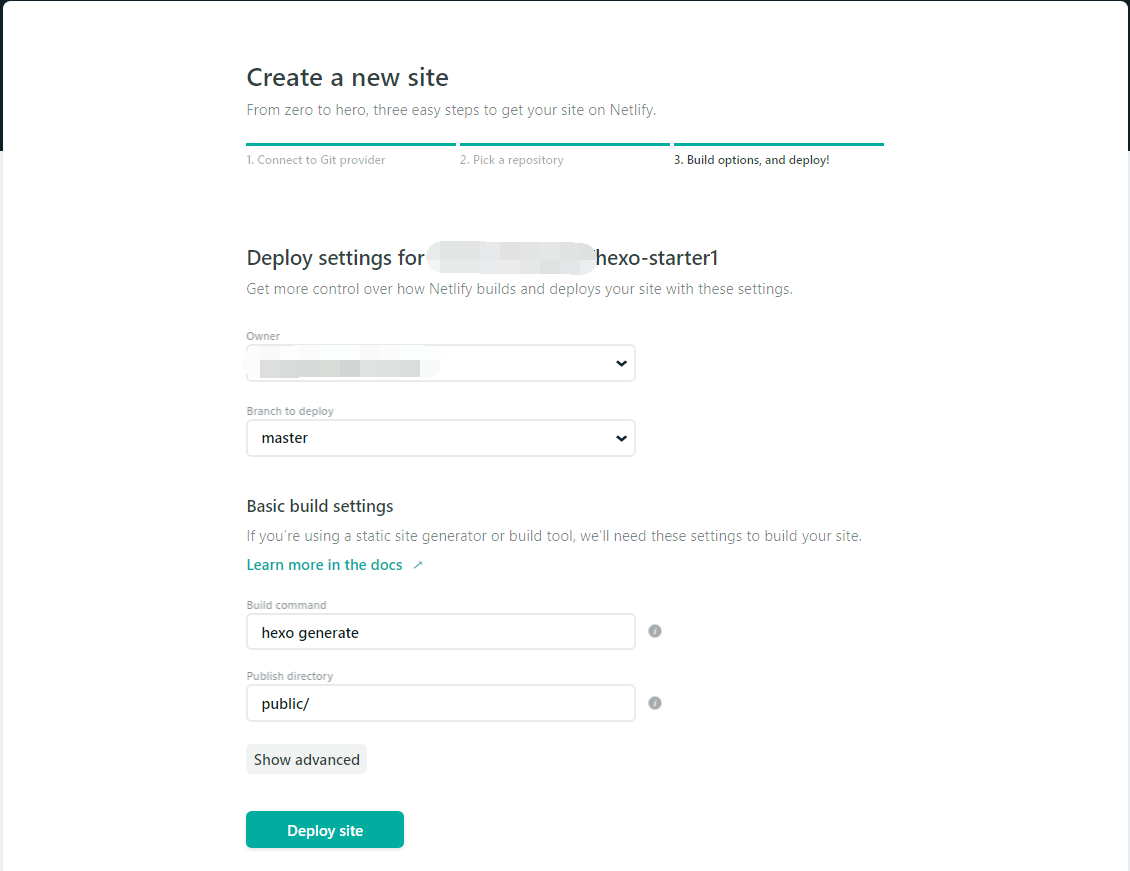 Create a new site
From zero to hero, three easy steps to get your site on Netlify.
1. Connect to Git provider
2. Pick a repository
3. Build options, and deploy!
Deploy settings for /hexo-starter1
Get more control over how Netlify builds and deploys your site with these settings.
Owner
Branch to deploy
master
Basic build settings
If you're using a static site generator or build tool, we'll need these settings to build your site.
Learn more in the docs ↗
Build command
hexo generate
Publish directory
public/
Show advanced
Deploy site